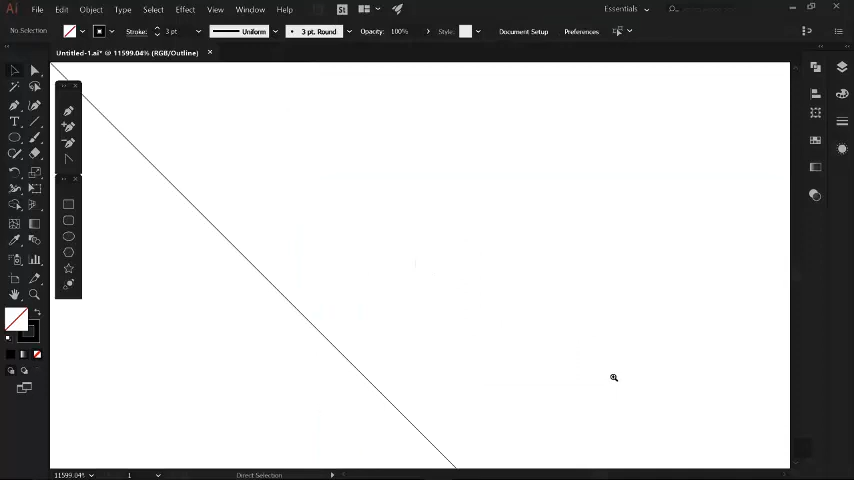 Ai File Edit Object Type Select Effect View Window Help St Essentials
No Selection Stroke: 3 pt Uniform 3 pt. Round Opacity: 100% Style: Document Setup Preferences
Untitled-1.ai* @ 11599.04% (RGB/Outline) ×
T
11599.04% 1 Direct Selection